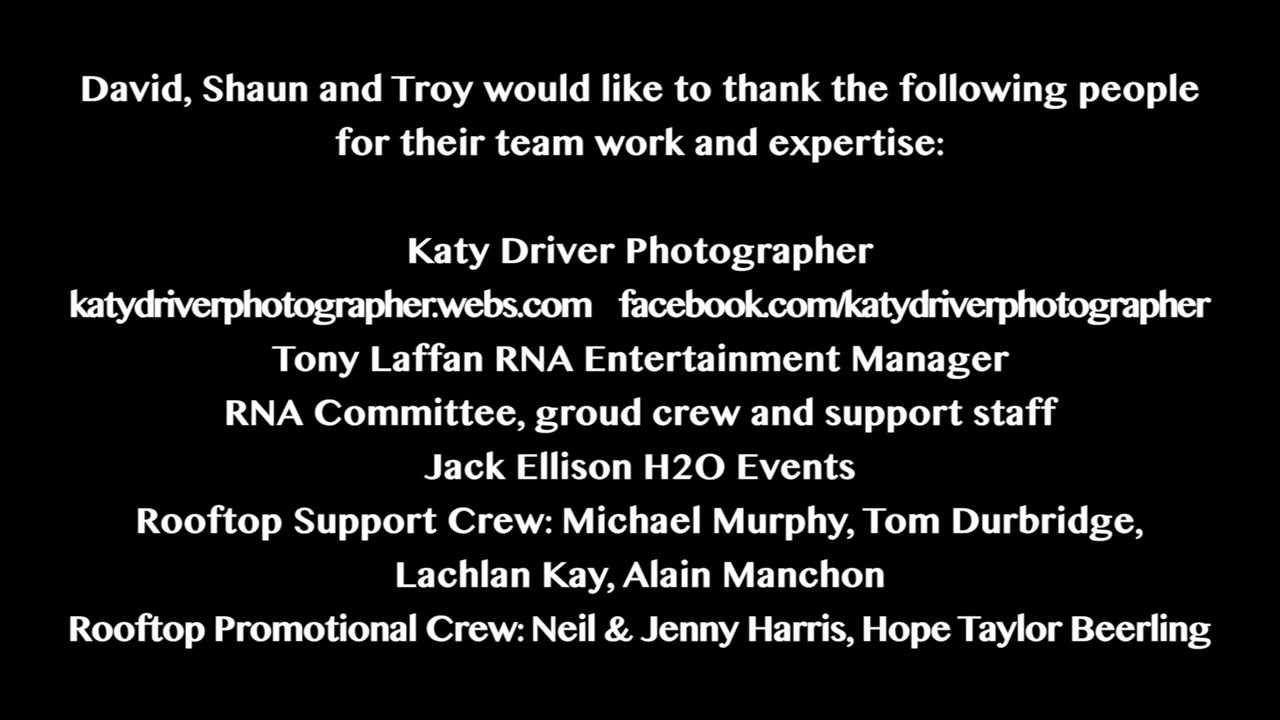 David, Shaun and Troy would like to thank the following people
for their team work and expertise:
Katy Driver Photographer
katydriverphotographer.webs.com facebook.com/katydriverphotographer
Tony Laffan RNA Entertainment Manager
RNA Committee, groud crew and support staff
Jack Ellison H2O Events
Rooftop Support Crew: Michael Murphy, Tom Durbridge,
Lachlan Kay, Alain Manchon
Rooftop Promotional Crew: Neil & Jenny Harris, Hope Taylor Beerling